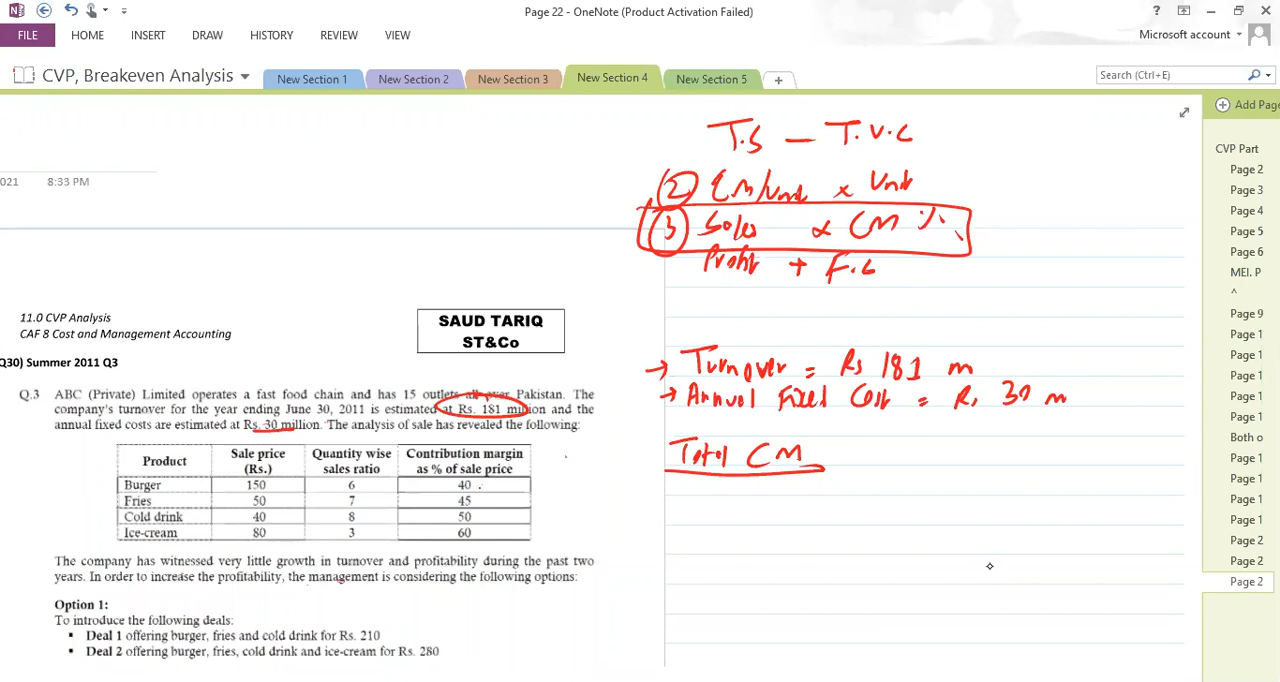 Page 22 - OneNote (Product Activation Failed)
FILE HOME INSERT DRAW HISTORY REVIEW VIEW
Microsoft account
CVP, Breakeven Analysis
New Section 1 New Section 2 New Section 3 New Section 4 New Section 5
Search (Ctrl+E)
Add Page
021 8:33 PM
T.S — T.V.C
② CM/Unit x Unit
③ Sales x CM %
Profit + F.C
11.0 CVP Analysis
CAF 8 Cost and Management Accounting
SAUD TARIQ
ST&Co
Q30) Summer 2011 Q3
Q.3 ABC (Private) Limited operates a fast food chain and has 15 outlets all over Pakistan. The
company's turnover for the year ending June 30, 2011 is estimated at Rs. 181 million and the
annual fixed costs are estimated at Rs. 30 million. The analysis of sale has revealed the following:
Product Sale price (Rs.) Quantity wise sales ratio Contribution margin as % of sale price
Burger 150 6 40
Fries 50 7 45
Cold drink 40 8 50
Ice-cream 80 3 60
The company has witnessed very little growth in turnover and profitability during the past two
years. In order to increase the profitability, the management is considering the following options:
Option 1:
To introduce the following deals:
▪ Deal 1 offering burger, fries and cold drink for Rs. 210
▪ Deal 2 offering burger, fries, cold drink and ice-cream for Rs. 280
→ Turnover = Rs 181 m
→ Annual Fixed Cost = Rs 30 m
Total CM
CVP Part
Page 2
Page 3
Page 4
Page 5
Page 6
MEI. P
^
Page 9
Page 1
Page 1
Page 1
Page 1
Both o
Page 1
Page 1
Page 1
Page 2
Page 2
Page 2